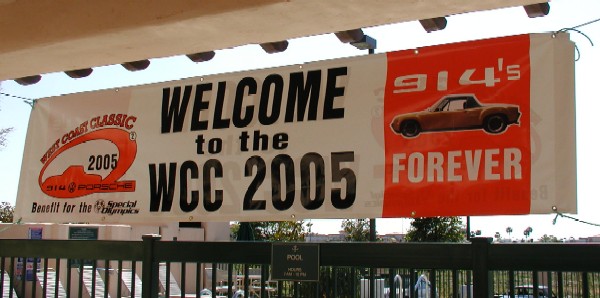 WEST COAST CLASSIC
2005
914 PORSCHE
Benefit for the Special Olympics
WELCOME
to the
WCC 2005
914's
FOREVER
POOL
HOURS